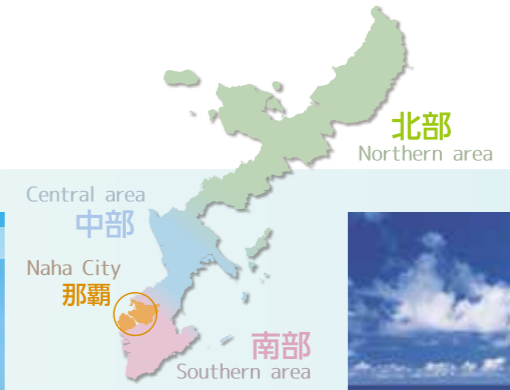 北部
Northern area
Central area
中部
Naha City
那覇
南部
Southern area